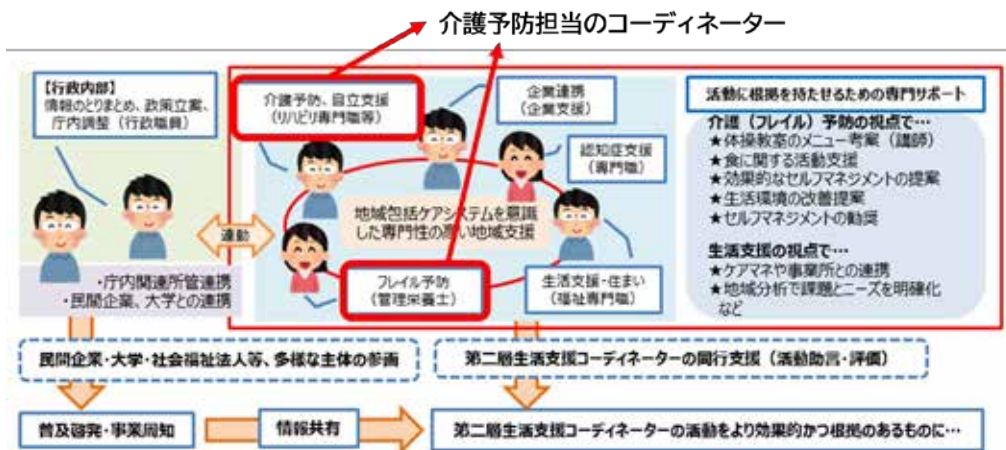 介護予防担当のコーディネーター
【行政内部】
情報のとりまとめ、政策立案、
庁内調整（行政職員）
介護予防、自立支援
（リハビリ専門職等）
企業連携
（企業支援）
認知症支援
（専門職）
地域包括ケアシステムを意識
した専門性の高い地域支援
連動
フレイル予防
（管理栄養士）
生活支援・住まい
（福祉専門職）
・庁内関連所管連携
・民間企業、大学との連携
活動に根拠を持たせるための専門サポート
介護（フレイル）予防の視点で…
★体操教室のメニュー考案（講師）
★食に関する活動支援
★効果的なセルフマネジメントの提案
★生活環境の改善提案
★セルフマネジメントの勧奨
生活支援の視点で…
★ケアマネや事業所との連携
★地域分析で課題とニーズを明確化
など
民間企業・大学・社会福祉法人等、多様な主体の参画
第二層生活支援コーディネーターの同行支援（活動助言・評価）
普及啓発・事業周知
情報共有
第二層生活支援コーディネーターの活動をより効果的かつ根拠のあるものに…